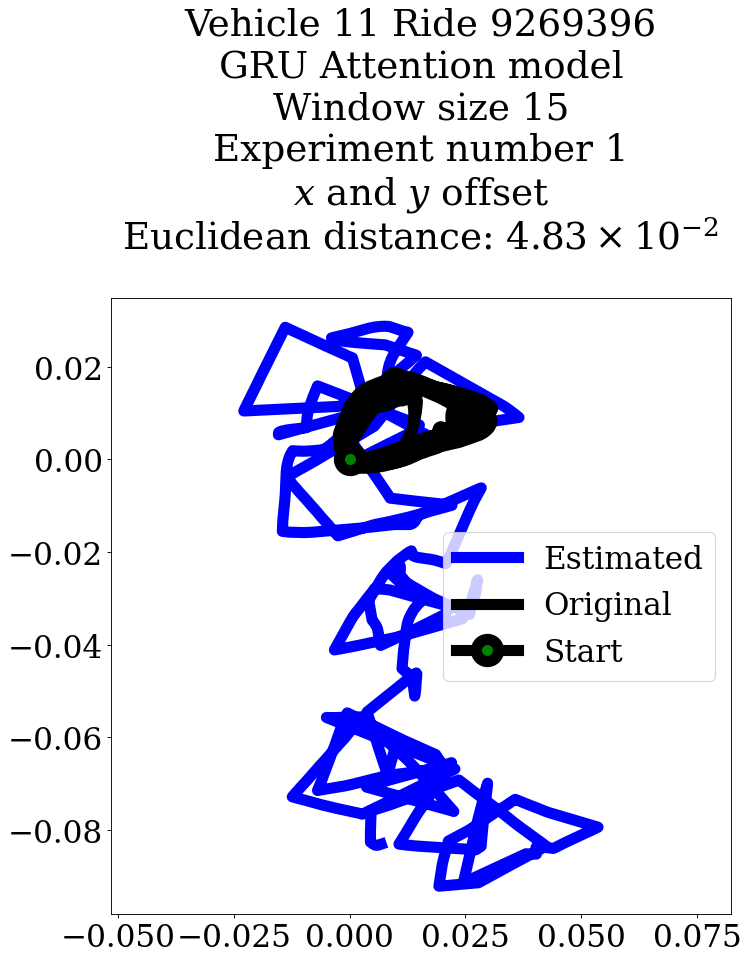 Vehicle 11 Ride 9269396
GRU Attention model
Window size 15
Experiment number 1
x and y offset
Euclidean distance: 4.83 × 10⁻²
0.02
0.00
−0.02
−0.04
−0.06
−0.08
Estimated
Original
Start
−0.050 −0.025 0.000 0.025 0.050 0.075